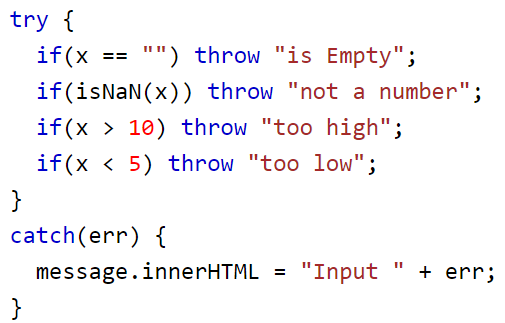 try {
  if(x == "") throw "is Empty";
  if(isNaN(x)) throw "not a number";
  if(x > 10) throw "too high";
  if(x < 5) throw "too low";
}
catch(err) {
  message.innerHTML = "Input " + err;
}